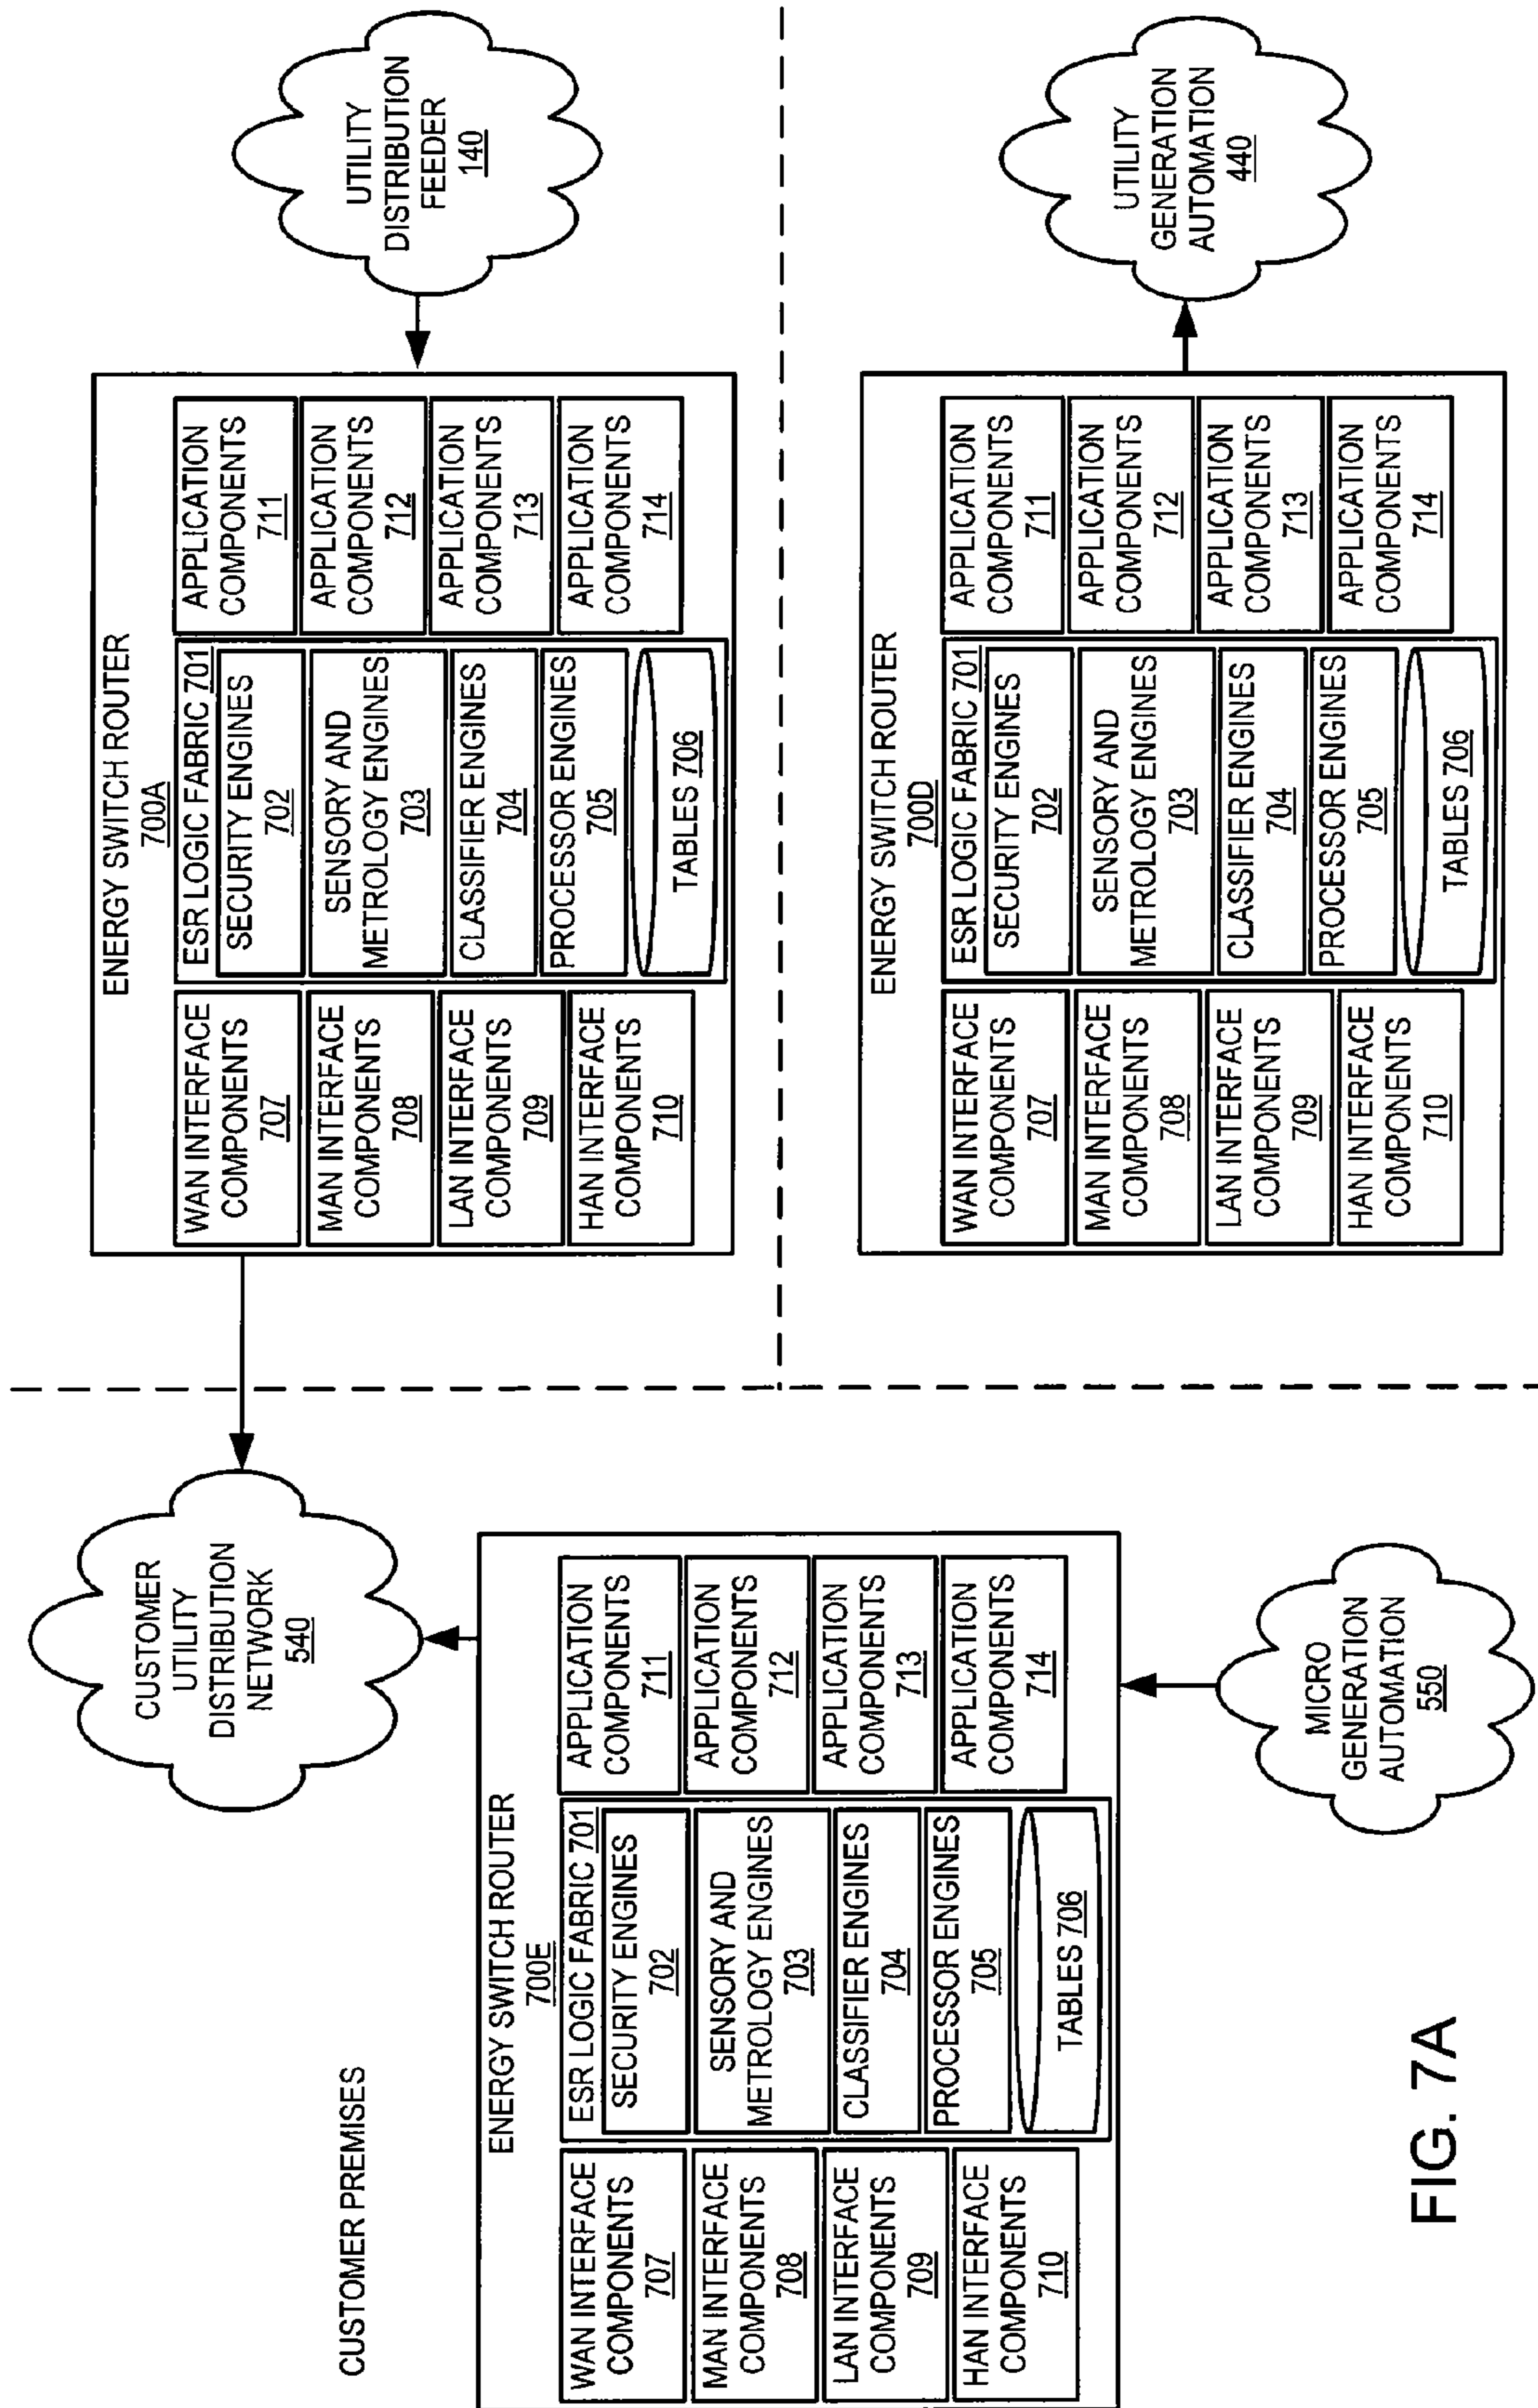 CUSTOMER PREMISES
CUSTOMER
UTILITY
DISTRIBUTION
NETWORK
540
ENERGY SWITCH ROUTER
700E
WAN INTERFACE
COMPONENTS
707
MAN INTERFACE
COMPONENTS
708
LAN INTERFACE
COMPONENTS
709
HAN INTERFACE
COMPONENTS
710
ESR LOGIC FABRIC 701
SECURITY ENGINES
702
SENSORY AND
METROLOGY ENGINES
703
CLASSIFIER ENGINES
704
PROCESSOR ENGINES
705
TABLES 706
APPLICATION
COMPONENTS
711
APPLICATION
COMPONENTS
712
APPLICATION
COMPONENTS
713
APPLICATION
COMPONENTS
714
MICRO
GENERATION
AUTOMATION
550
ENERGY SWITCH ROUTER
700A
WAN INTERFACE
COMPONENTS
707
MAN INTERFACE
COMPONENTS
708
LAN INTERFACE
COMPONENTS
709
HAN INTERFACE
COMPONENTS
710
ESR LOGIC FABRIC 701
SECURITY ENGINES
702
SENSORY AND
METROLOGY ENGINES
703
CLASSIFIER ENGINES
704
PROCESSOR ENGINES
705
TABLES 706
APPLICATION
COMPONENTS
711
APPLICATION
COMPONENTS
712
APPLICATION
COMPONENTS
713
APPLICATION
COMPONENTS
714
UTILITY
DISTRIBUTION
FEEDER
140
ENERGY SWITCH ROUTER
700D
WAN INTERFACE
COMPONENTS
707
MAN INTERFACE
COMPONENTS
708
LAN INTERFACE
COMPONENTS
709
HAN INTERFACE
COMPONENTS
710
ESR LOGIC FABRIC 701
SECURITY ENGINES
702
SENSORY AND
METROLOGY ENGINES
703
CLASSIFIER ENGINES
704
PROCESSOR ENGINES
705
TABLES 706
APPLICATION
COMPONENTS
711
APPLICATION
COMPONENTS
712
APPLICATION
COMPONENTS
713
APPLICATION
COMPONENTS
714
UTILITY
GENERATION
AUTOMATION
440
FIG. 7A